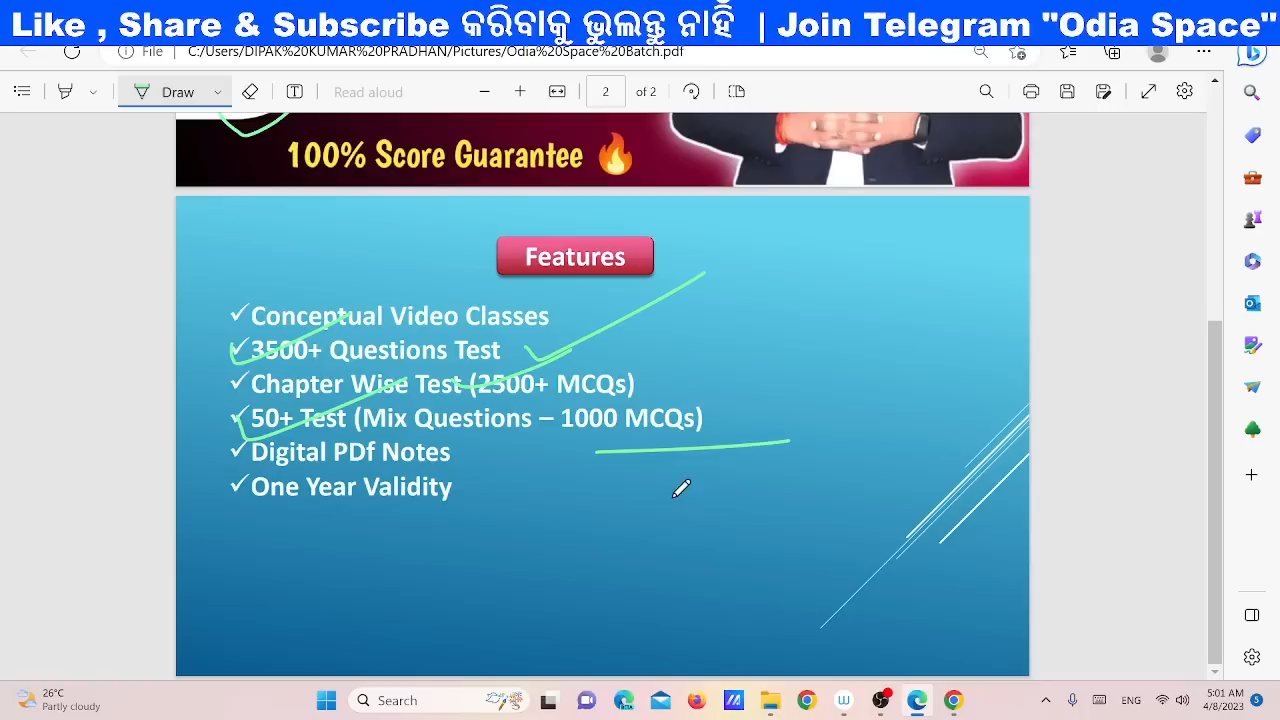 Like , Share & Subscribe କରିବାକୁ ଭୁଲନ୍ତୁ ନାହିଁ | Join Telegram "Odia Space"
File C:/Users/DIPAK%20KUMAR%20PRADHAN/Pictures/Odia%20Space%20Batch.pdf
Draw Read aloud 2 of 2
100% Score Guarantee
Features
Conceptual Video Classes
3500+ Questions Test
Chapter Wise Test (2500+ MCQs)
50+ Test (Mix Questions – 1000 MCQs)
Digital PDf Notes
One Year Validity
26°C
Partly cloudy
Search
ENG
5:01 AM
4/8/2023
5